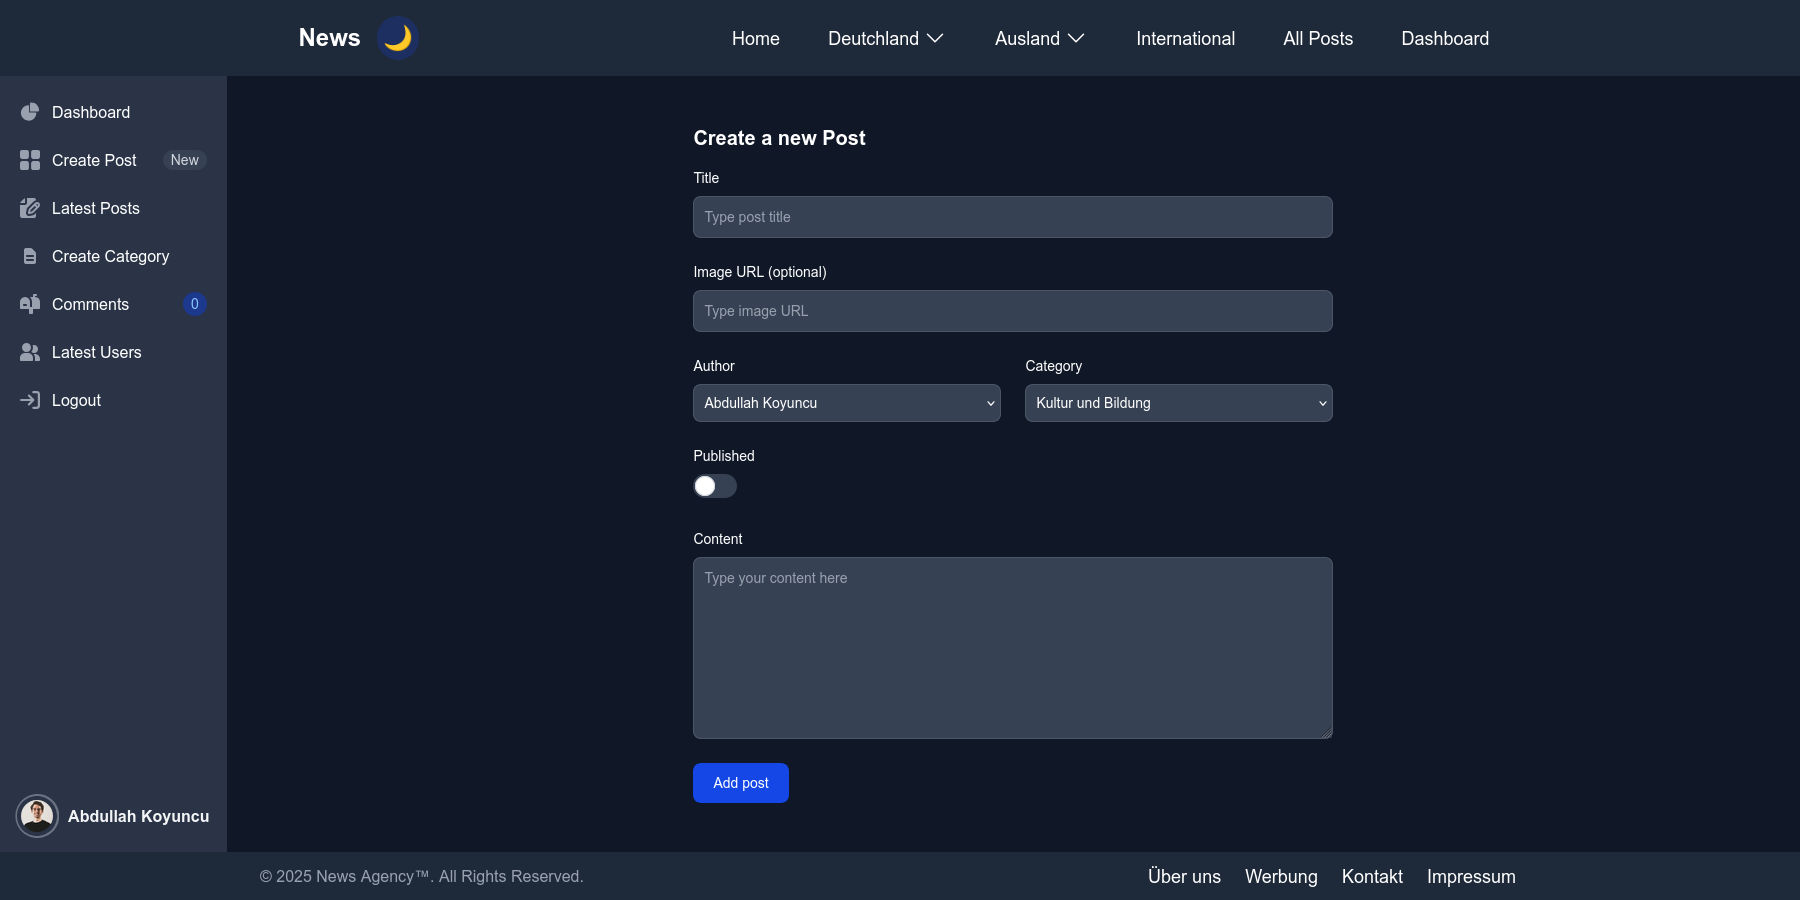 News
Home
Deutchland
Ausland
International
All Posts
Dashboard
Dashboard
Create Post
New
Latest Posts
Create Category
Comments
0
Latest Users
Logout
Abdullah Koyuncu
Create a new Post
Title
Type post title
Image URL (optional)
Type image URL
Author
Category
Abdullah Koyuncu
Kultur und Bildung
Published
Content
Type your content here
Add post
© 2025 News Agency™. All Rights Reserved.
Über uns
Werbung
Kontakt
Impressum